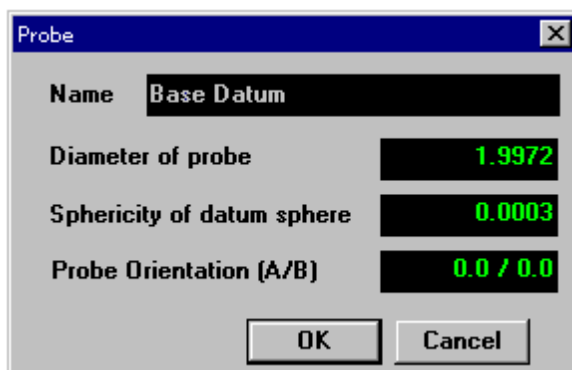 Probe
Name Base Datum
Diameter of probe 1.9972
Sphericity of datum sphere 0.0003
Probe Orientation (A/B) 0.0 / 0.0
OK Cancel